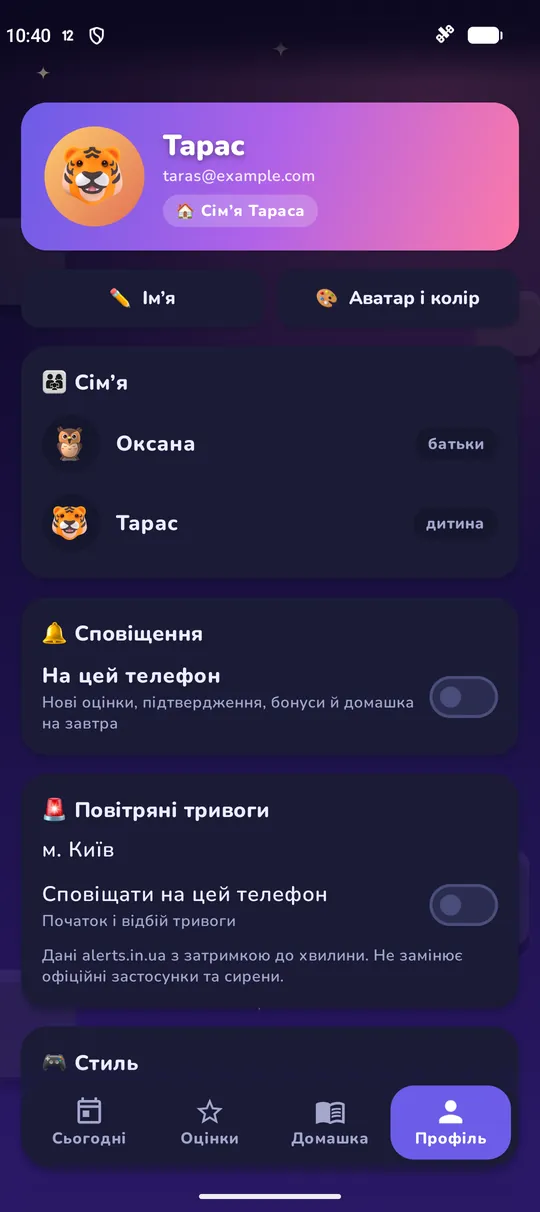 10:40 12
Тарас
taras@example.com
🏠 Сім’я Тараса
✏️ Ім’я
🎨 Аватар і колір
Сім’я
Оксана
батьки
Тарас
дитина
🔔 Сповіщення
На цей телефон
Нові оцінки, підтвердження, бонуси й домашка
на завтра
🚨 Повітряні тривоги
м. Київ
Сповіщати на цей телефон
Початок і відбій тривоги
Дані alerts.in.ua з затримкою до хвилини. Не замінює
офіційні застосунки та сирени.
🎮 Стиль
Сьогодні
Оцінки
Домашка
Профіль